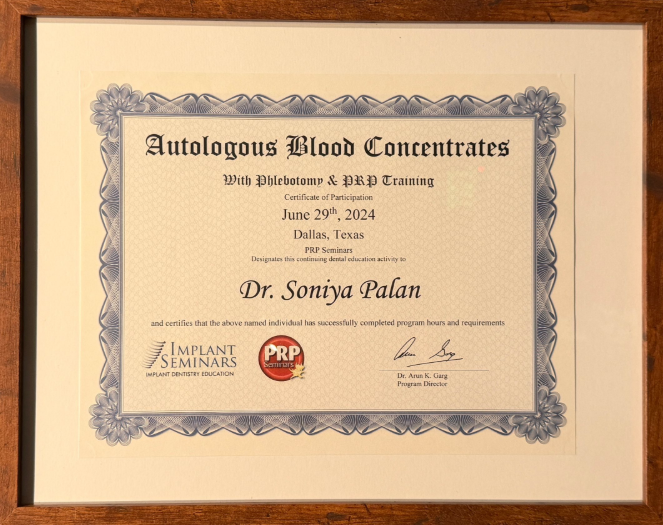 Autologous Blood Concentrates
With Phlebotomy & PRP Training
Certificate of Participation
June 29th, 2024
Dallas, Texas
PRP Seminars
Designates this continuing dental education activity to
Dr. Soniya Palan
and certifies that the above named individual has successfully completed program hours and requirements
IMPLANT
SEMINARS
IMPLANT DENTISTRY EDUCATION
PRP
Seminars
Dr. Arun K. Garg
Program Director